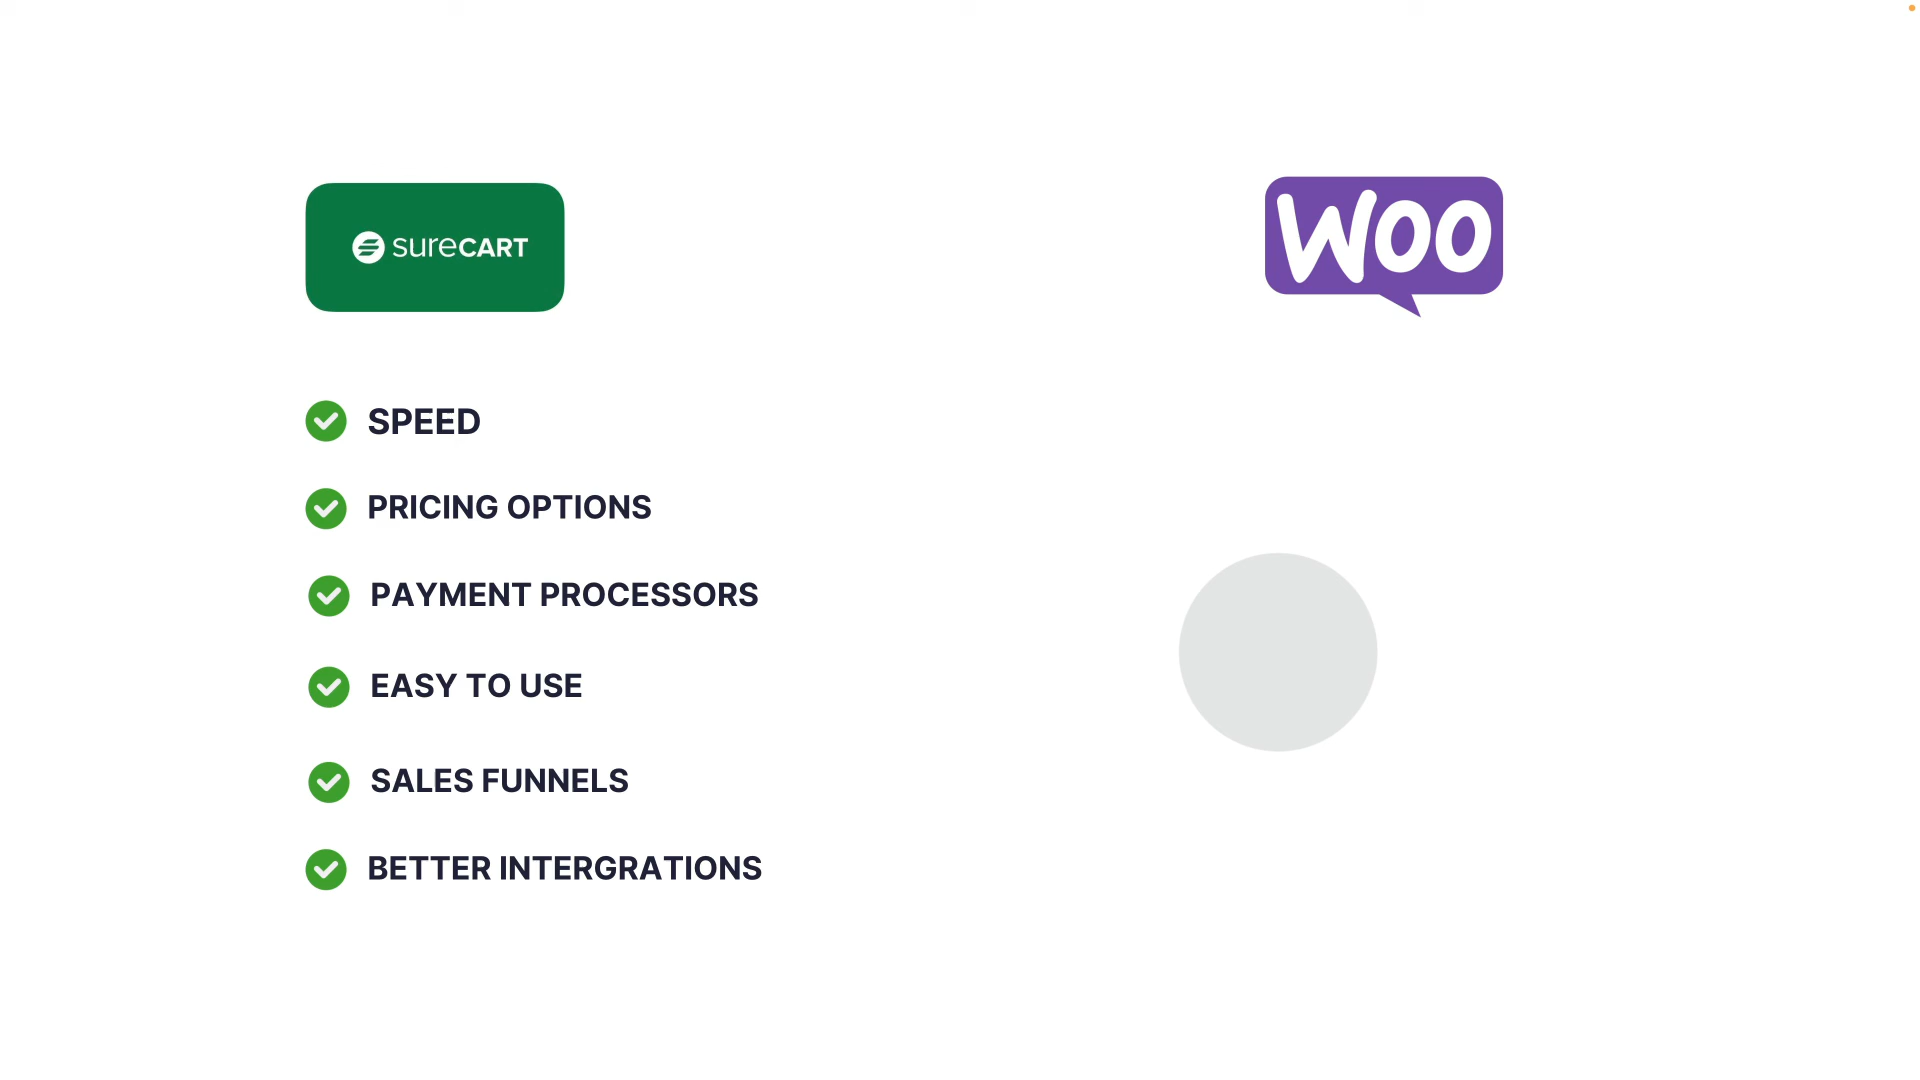 sureCART
Woo
SPEED
PRICING OPTIONS
PAYMENT PROCESSORS
EASY TO USE
SALES FUNNELS
BETTER INTERGRATIONS